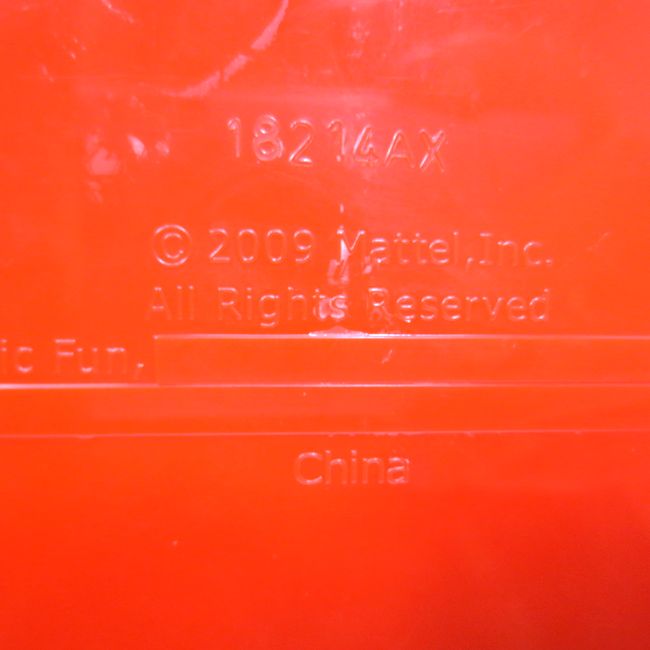 18214AX
© 2009 Mattel,Inc.
All Rights Reserved
ic Fun,
China